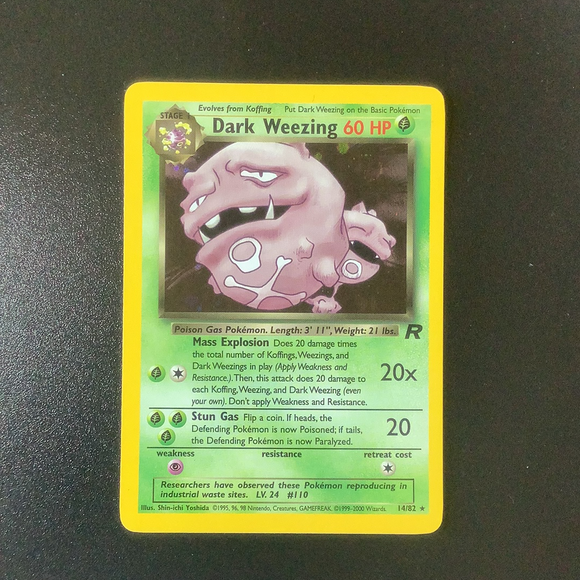 Evolves from Koffing Put Dark Weezing on the Basic Pokémon
STAGE 1
Dark Weezing 60 HP
Poison Gas Pokémon. Length: 3' 11", Weight: 21 lbs.
R
Mass Explosion Does 20 damage times
the total number of Koffings, Weezings, and
Dark Weezings in play (Apply Weakness and
Resistance.) Then, this attack does 20 damage to
each Koffing, Weezing, and Dark Weezing (even
your own). Don't apply Weakness and Resistance.
20x
Stun Gas Flip a coin. If heads, the
Defending Pokémon is now Poisoned; if tails,
the Defending Pokémon is now Paralyzed.
20
weakness resistance retreat cost
Researchers have observed these Pokémon reproducing in
industrial waste sites. LV. 24 #110
Illus. Shin-ichi Yoshida ©1995, 96, 98 Nintendo, Creatures, GAMEFREAK. ©1999-2000 Wizards. 14/82 ★